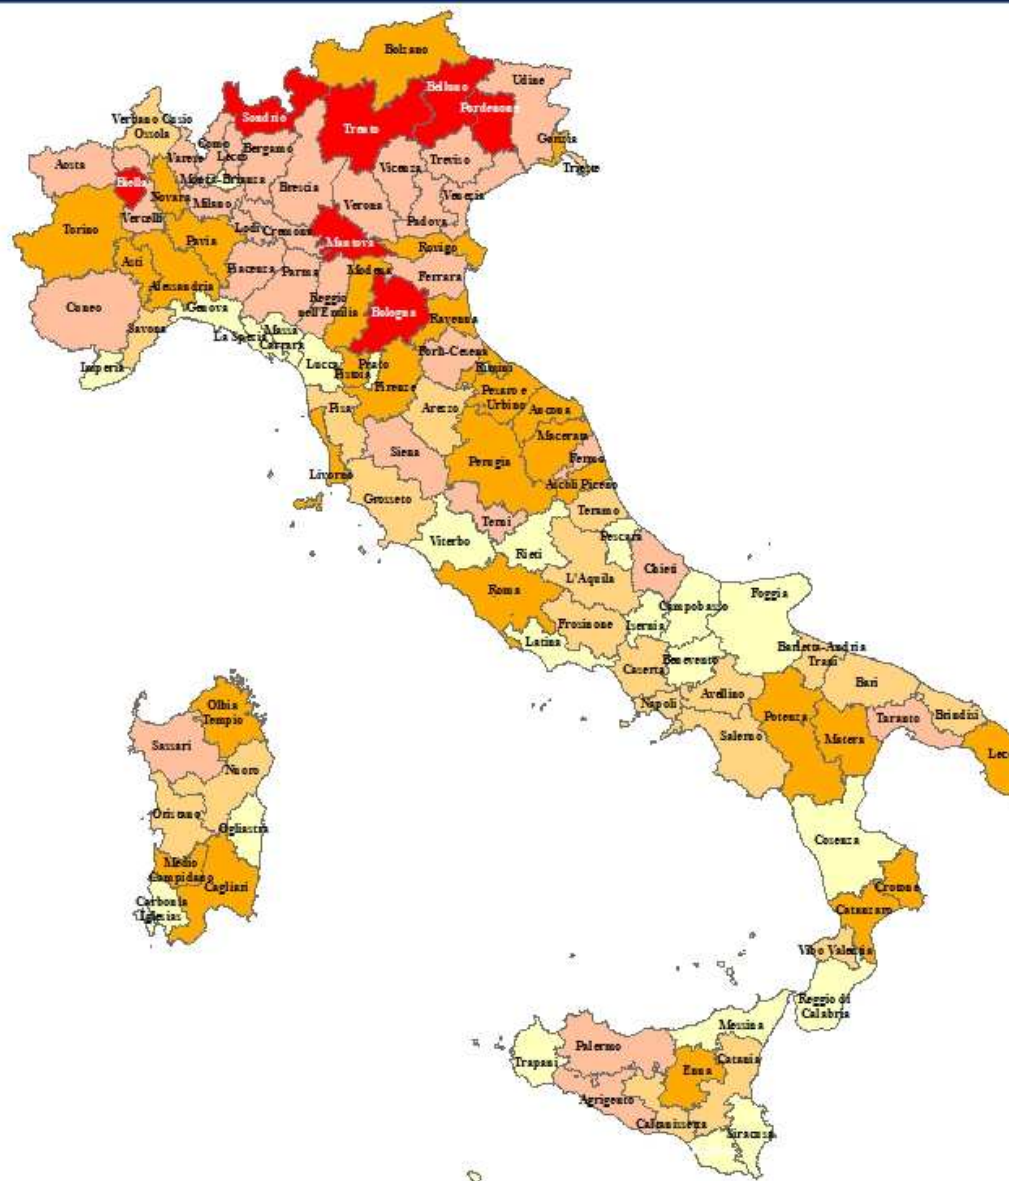 Bolzano
Udine
Belluno
Pordenone
Sondrio
Trento
Verbano Cusio
Ossola
Gorizia
Trieste
Como
Lecco
Bergamo
Varese
Vicenza
Treviso
Aosta
Biella
Monza-Brianza
Novara
Milano
Brescia
Verona
Venezia
Padova
Vercelli
Torino
Lodi
Cremona
Pavia
Mantova
Rovigo
Asti
Piacenza
Parma
Modena
Ferrara
Alessandria
Reggio
nell'Emilia
Cuneo
Genova
Bologna
Ravenna
Savona
La Spezia
Massa
Carrara
Forlì-Cesena
Imperia
Lucca
Prato
Pistoia
Rimini
Firenze
Pesaro e
Urbino
Pisa
Arezzo
Ancona
Macerata
Siena
Perugia
Fermo
Livorno
Ascoli Piceno
Grosseto
Teramo
Terni
Viterbo
Rieti
Pescara
Chieti
L'Aquila
Roma
Foggia
Campobasso
Frosinone
Isernia
Latina
Barletta-Andria
Trani
Benevento
Caserta
Bari
Avellino
Napoli
Potenza
Taranto
Brindisi
Salerno
Matera
Lecc
Olbia
Tempio
Sassari
Nuoro
Oristano
Ogliastra
Medio
Campidano
Cagliari
Carbonia
Iglesias
Cosenza
Crotone
Catanzaro
Vibo Valentia
Reggio di
Calabria
Messina
Palermo
Trapani
Catania
Enna
Agrigento
Caltanissetta
Siracusa